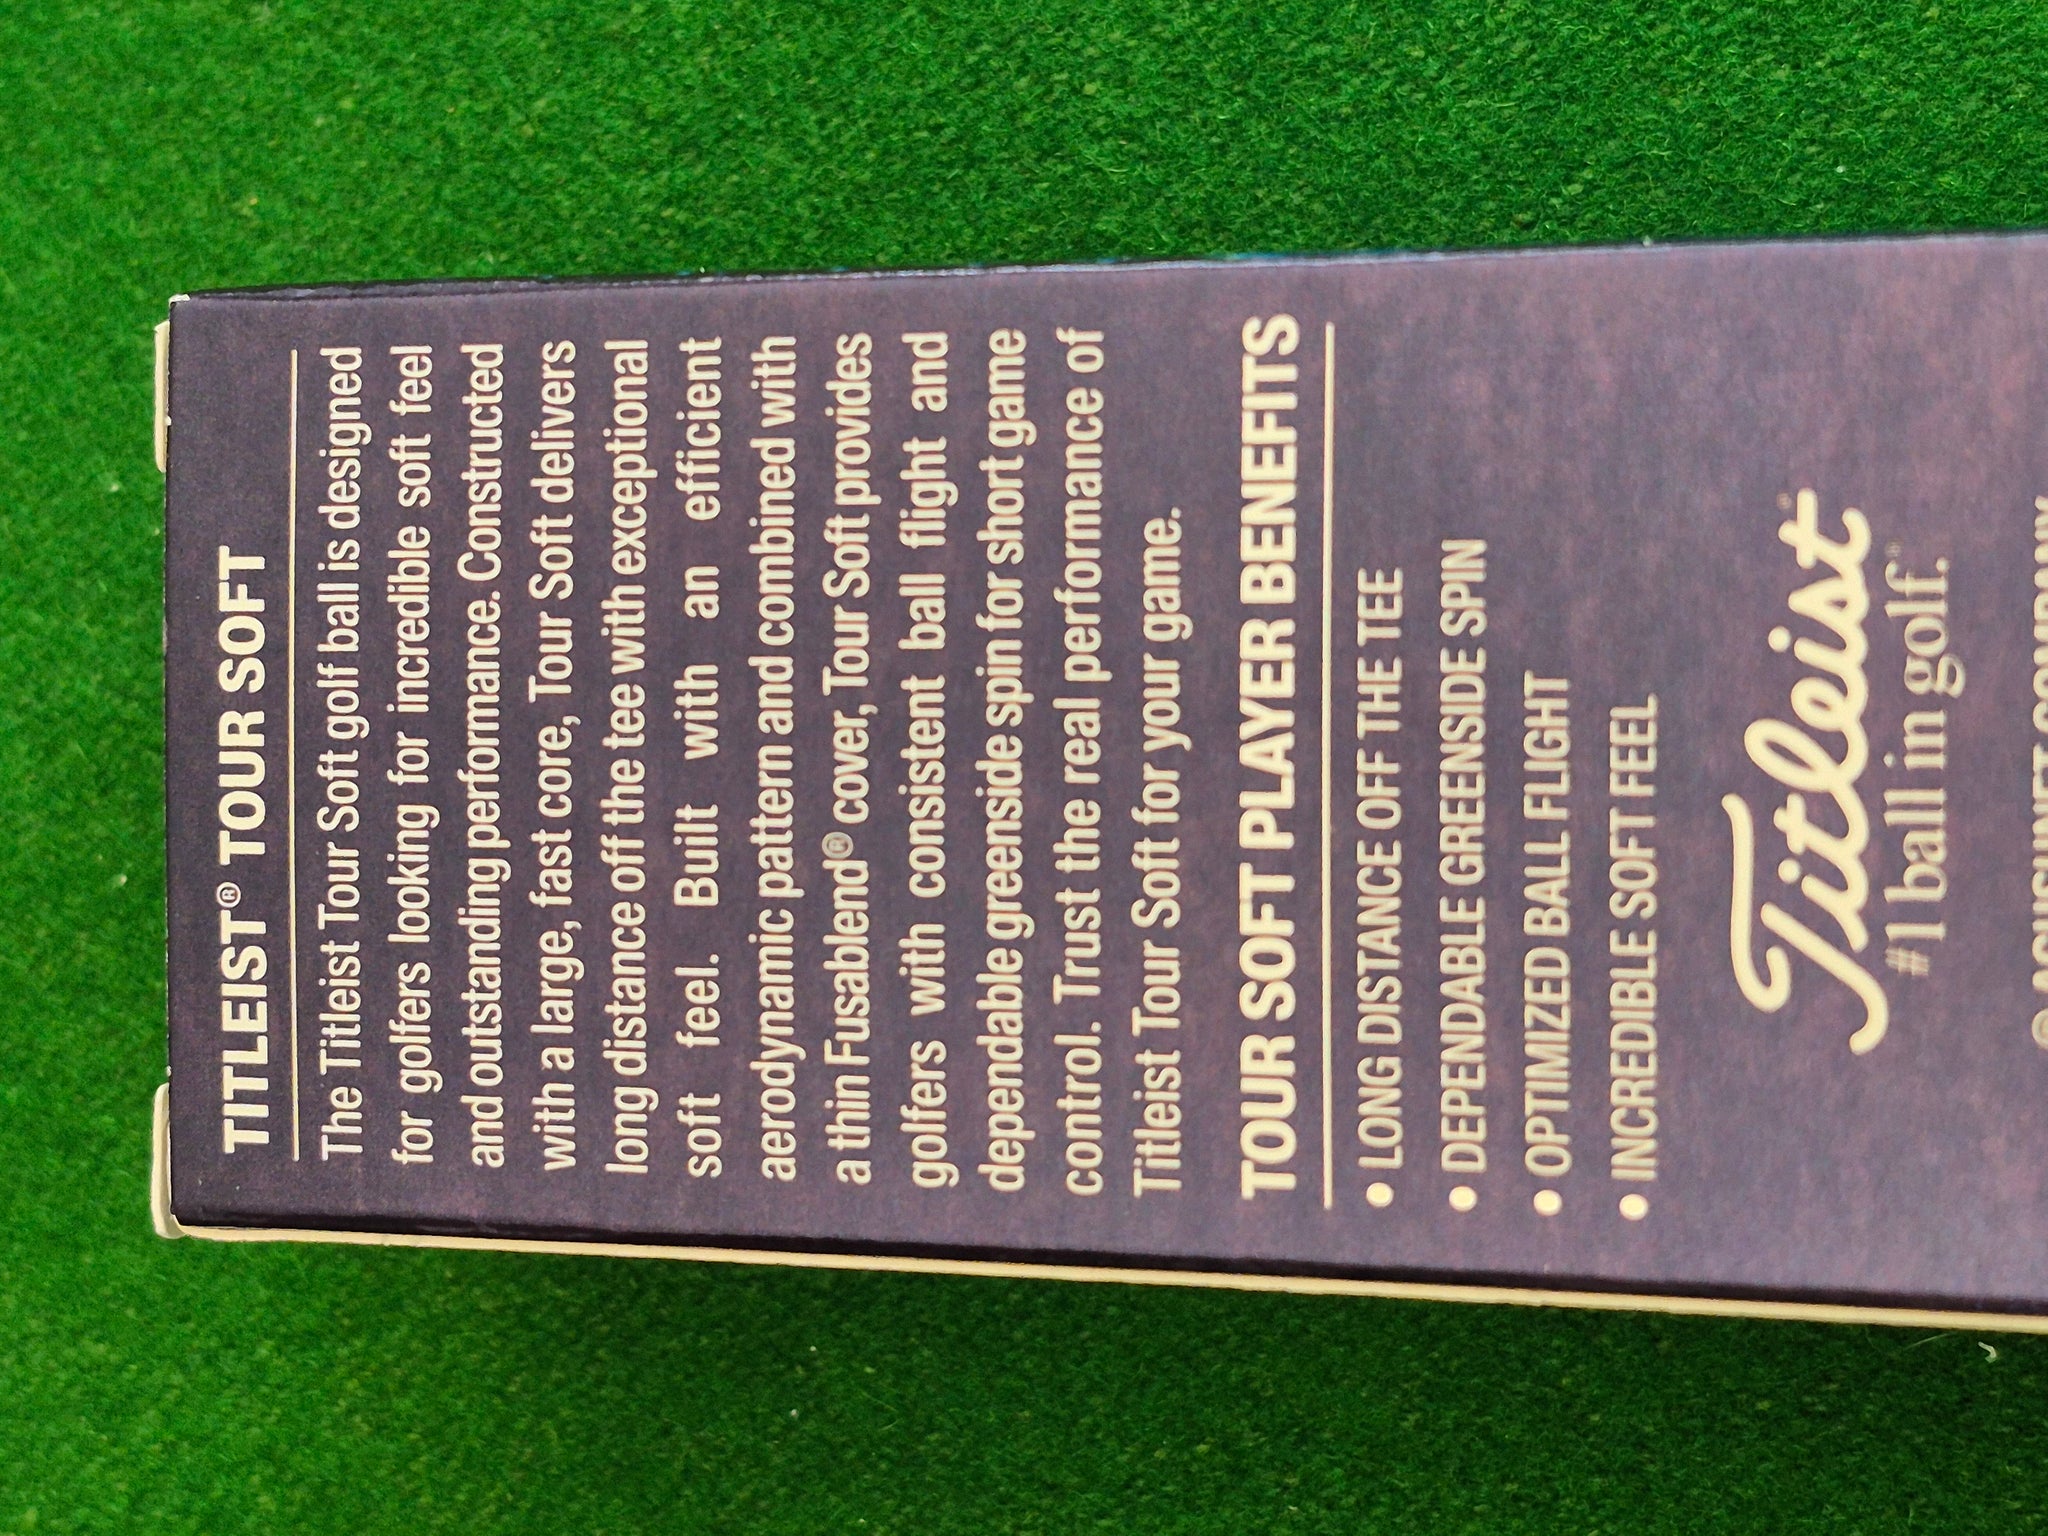 TITLEIST® TOUR SOFT
The Titleist Tour Soft golf ball is designed
for golfers looking for incredible soft feel
and outstanding performance. Constructed
with a large, fast core, Tour Soft delivers
long distance off the tee with exceptional
soft feel. Built with an efficient
aerodynamic pattern and combined with
a thin Fusablend® cover, Tour Soft provides
golfers with consistent ball flight and
dependable greenside spin for short game
control. Trust the real performance of
Titleist Tour Soft for your game.
TOUR SOFT PLAYER BENEFITS
• LONG DISTANCE OFF THE TEE
• DEPENDABLE GREENSIDE SPIN
• OPTIMIZED BALL FLIGHT
• INCREDIBLE SOFT FEEL
Titleist®
#1 ball in golf.®